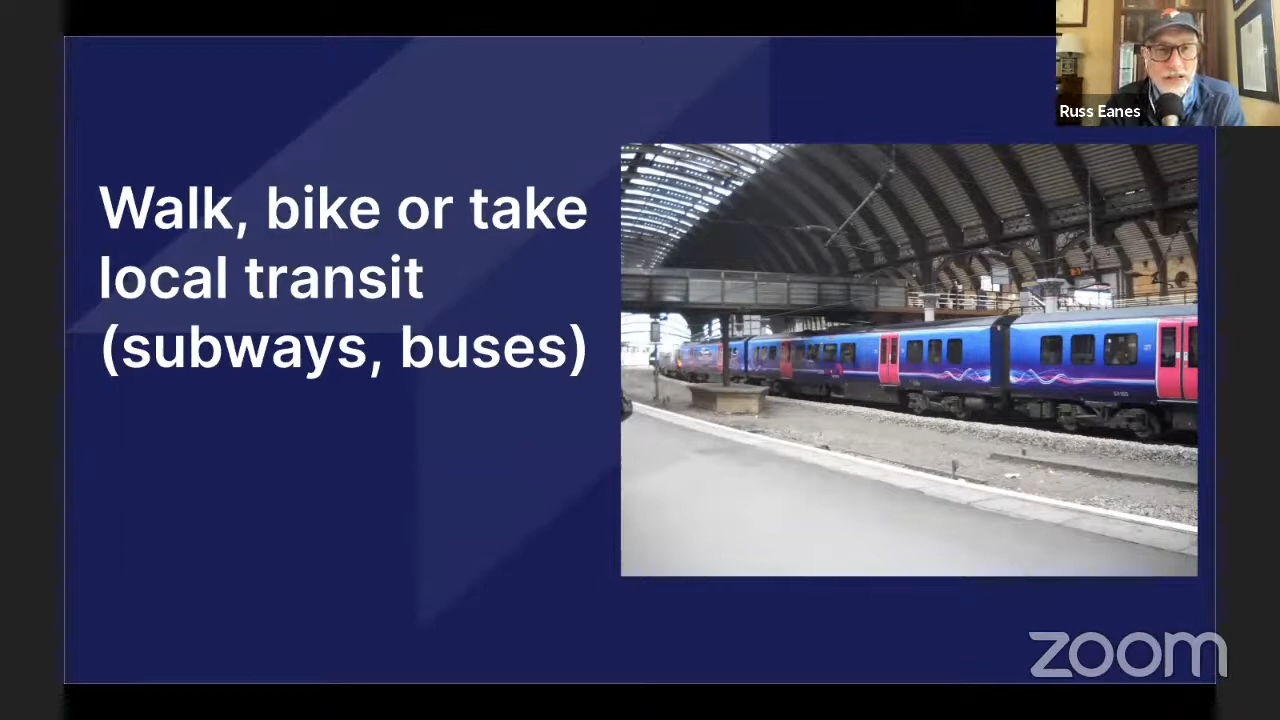 Russ Eanes
Walk, bike or take
local transit
(subways, buses)
zoom